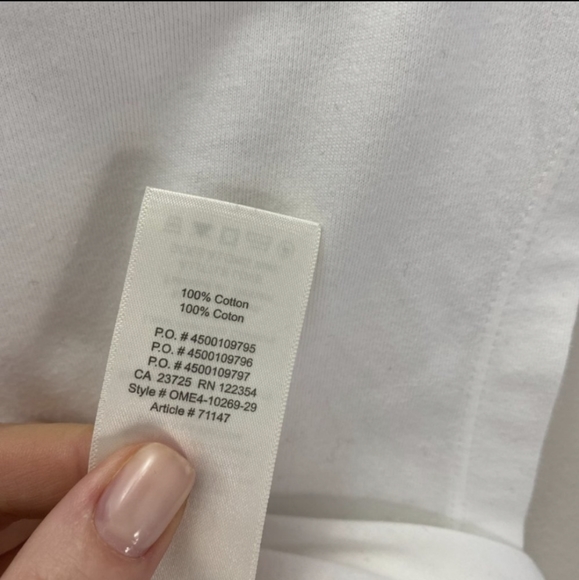 100% Cotton
100% Coton
P.O. # 4500109795
P.O. # 4500109796
P.O. # 4500109797
CA 23725 RN 122354
Style # OME4-10269-29
Article # 71147